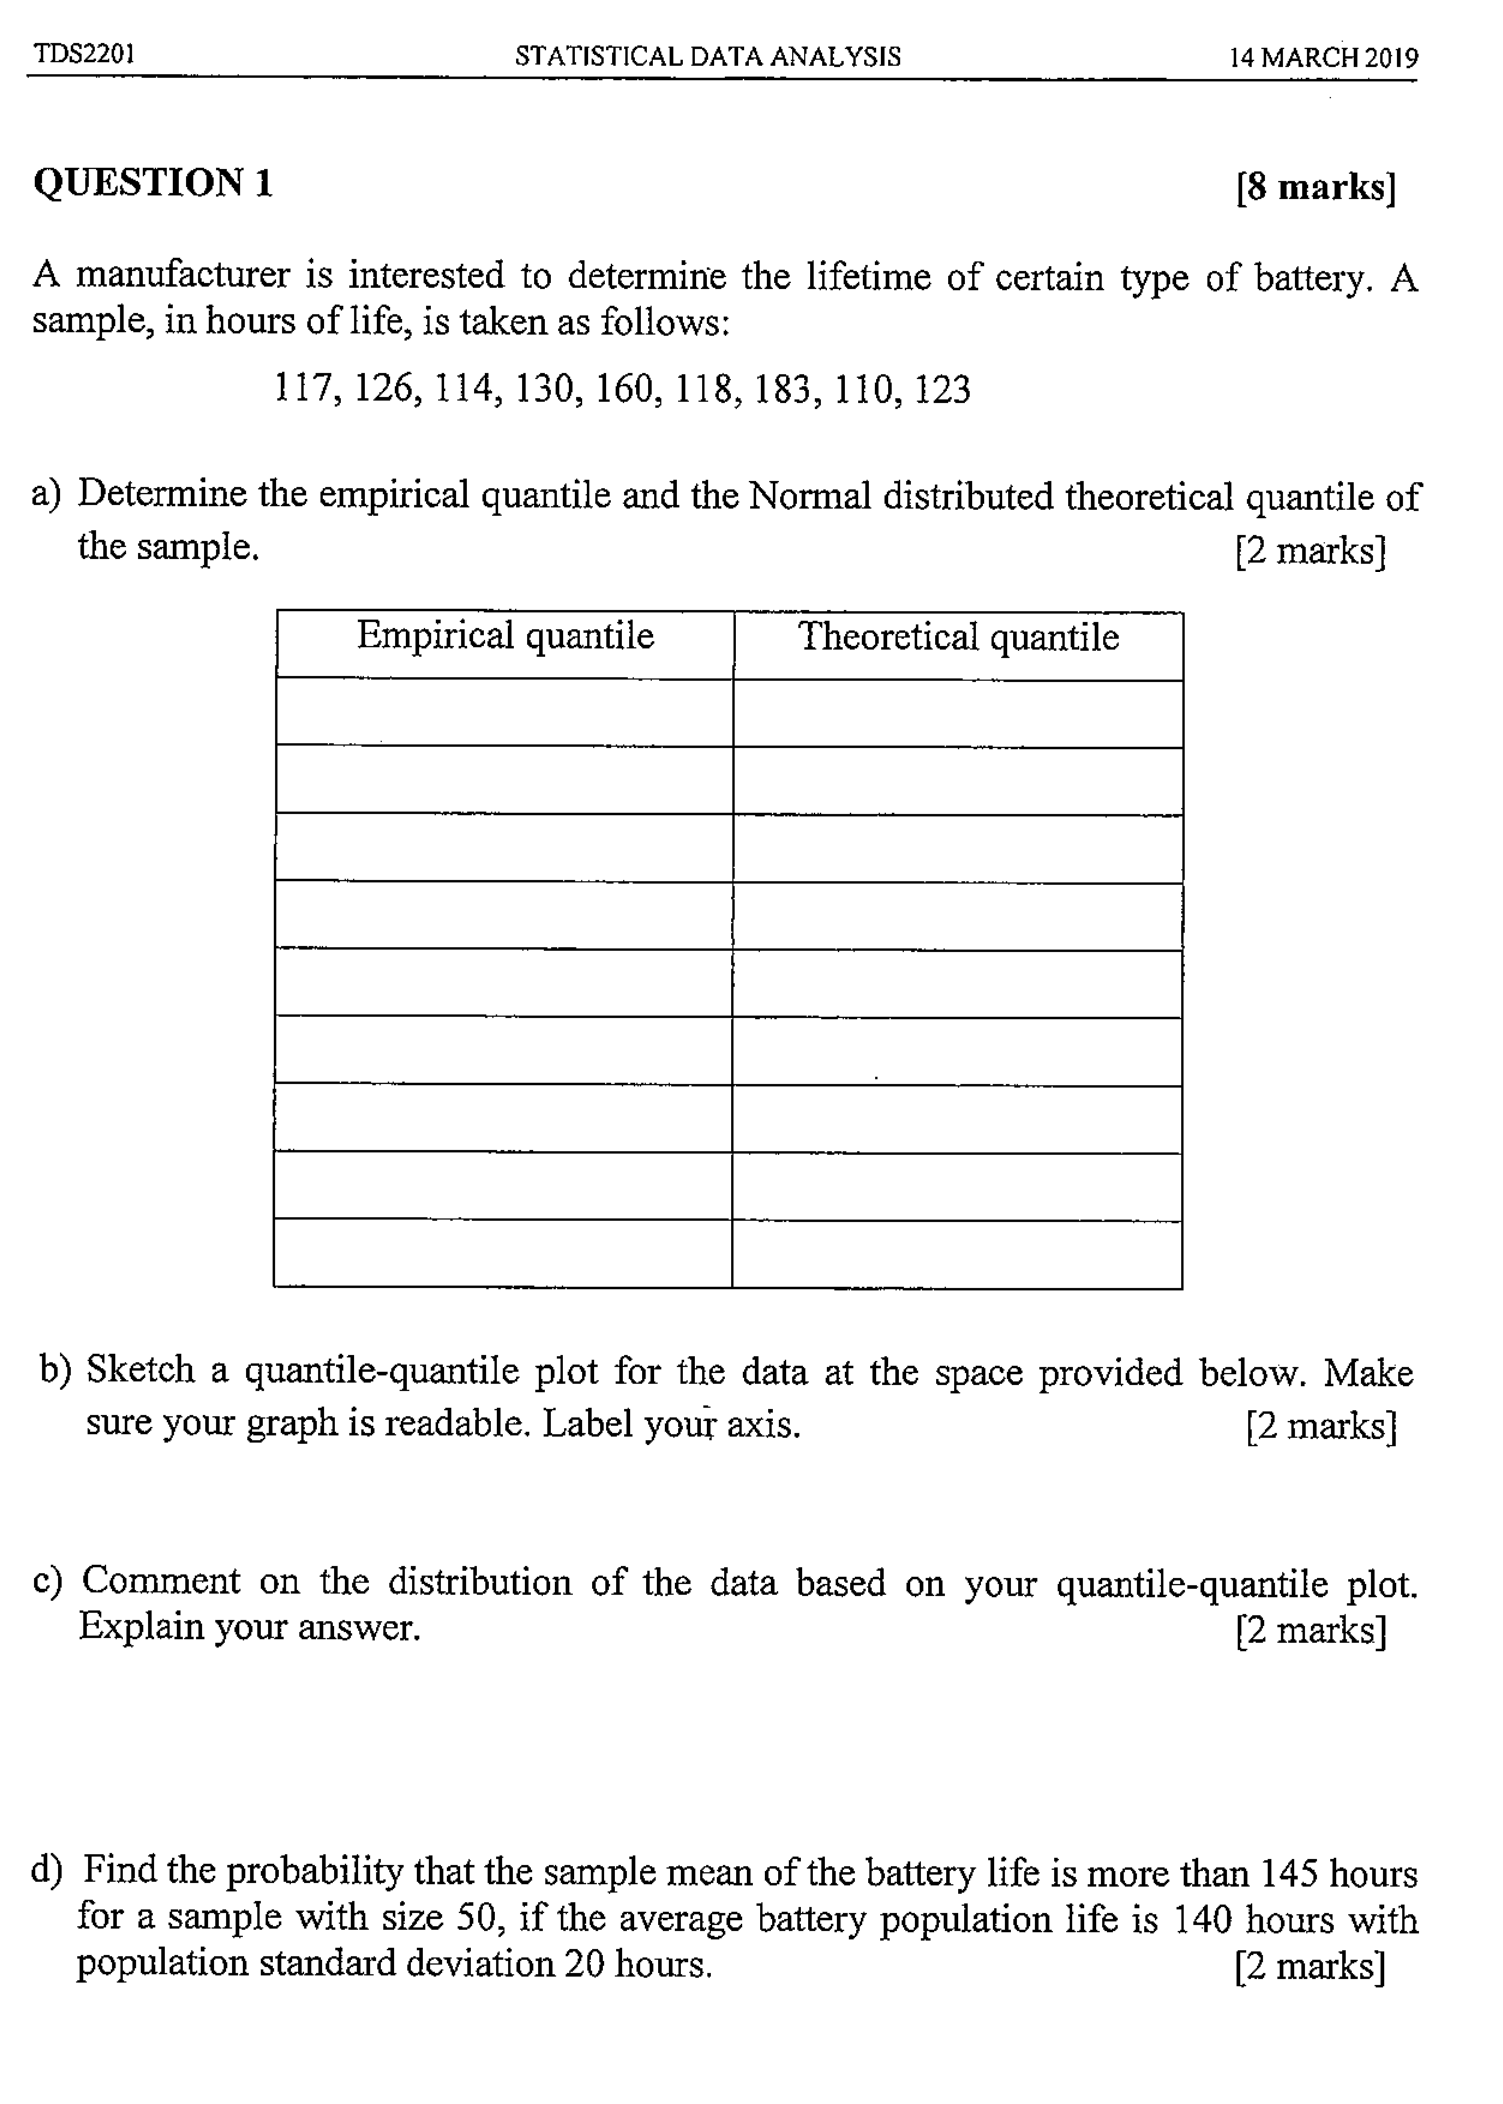 TDS2201 STATISTICAL DATA ANALYSIS 14 MARCH 2019
QUESTION 1 [8 marks]
A manufacturer is interested to determine the lifetime of certain type of battery. A
sample, in hours of life, is taken as follows:
117, 126, 114, 130, 160, 118, 183, 110, 123
a) Determine the empirical quantile and the Normal distributed theoretical quantile of
the sample. [2 marks]
Empirical quantile Theoretical quantile
b) Sketch a quantile-quantile plot for the data at the space provided below. Make
sure your graph is readable. Label your axis. [2 marks]
c) Comment on the distribution of the data based on your quantile-quantile plot.
Explain your answer. [2 marks]
d) Find the probability that the sample mean of the battery life is more than 145 hours
for a sample with size 50, if the average battery population life is 140 hours with
population standard deviation 20 hours. [2 marks]